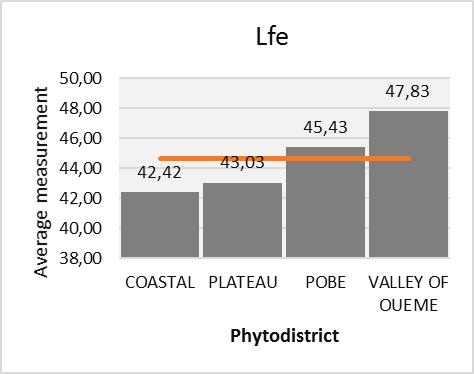 Lfe
50,00
48,00
46,00
44,00
42,00
40,00
38,00
Average measurement
42,42
43,03
45,43
47,83
COASTAL
PLATEAU
POBE
VALLEY OF
OUEME
Phytodistrict